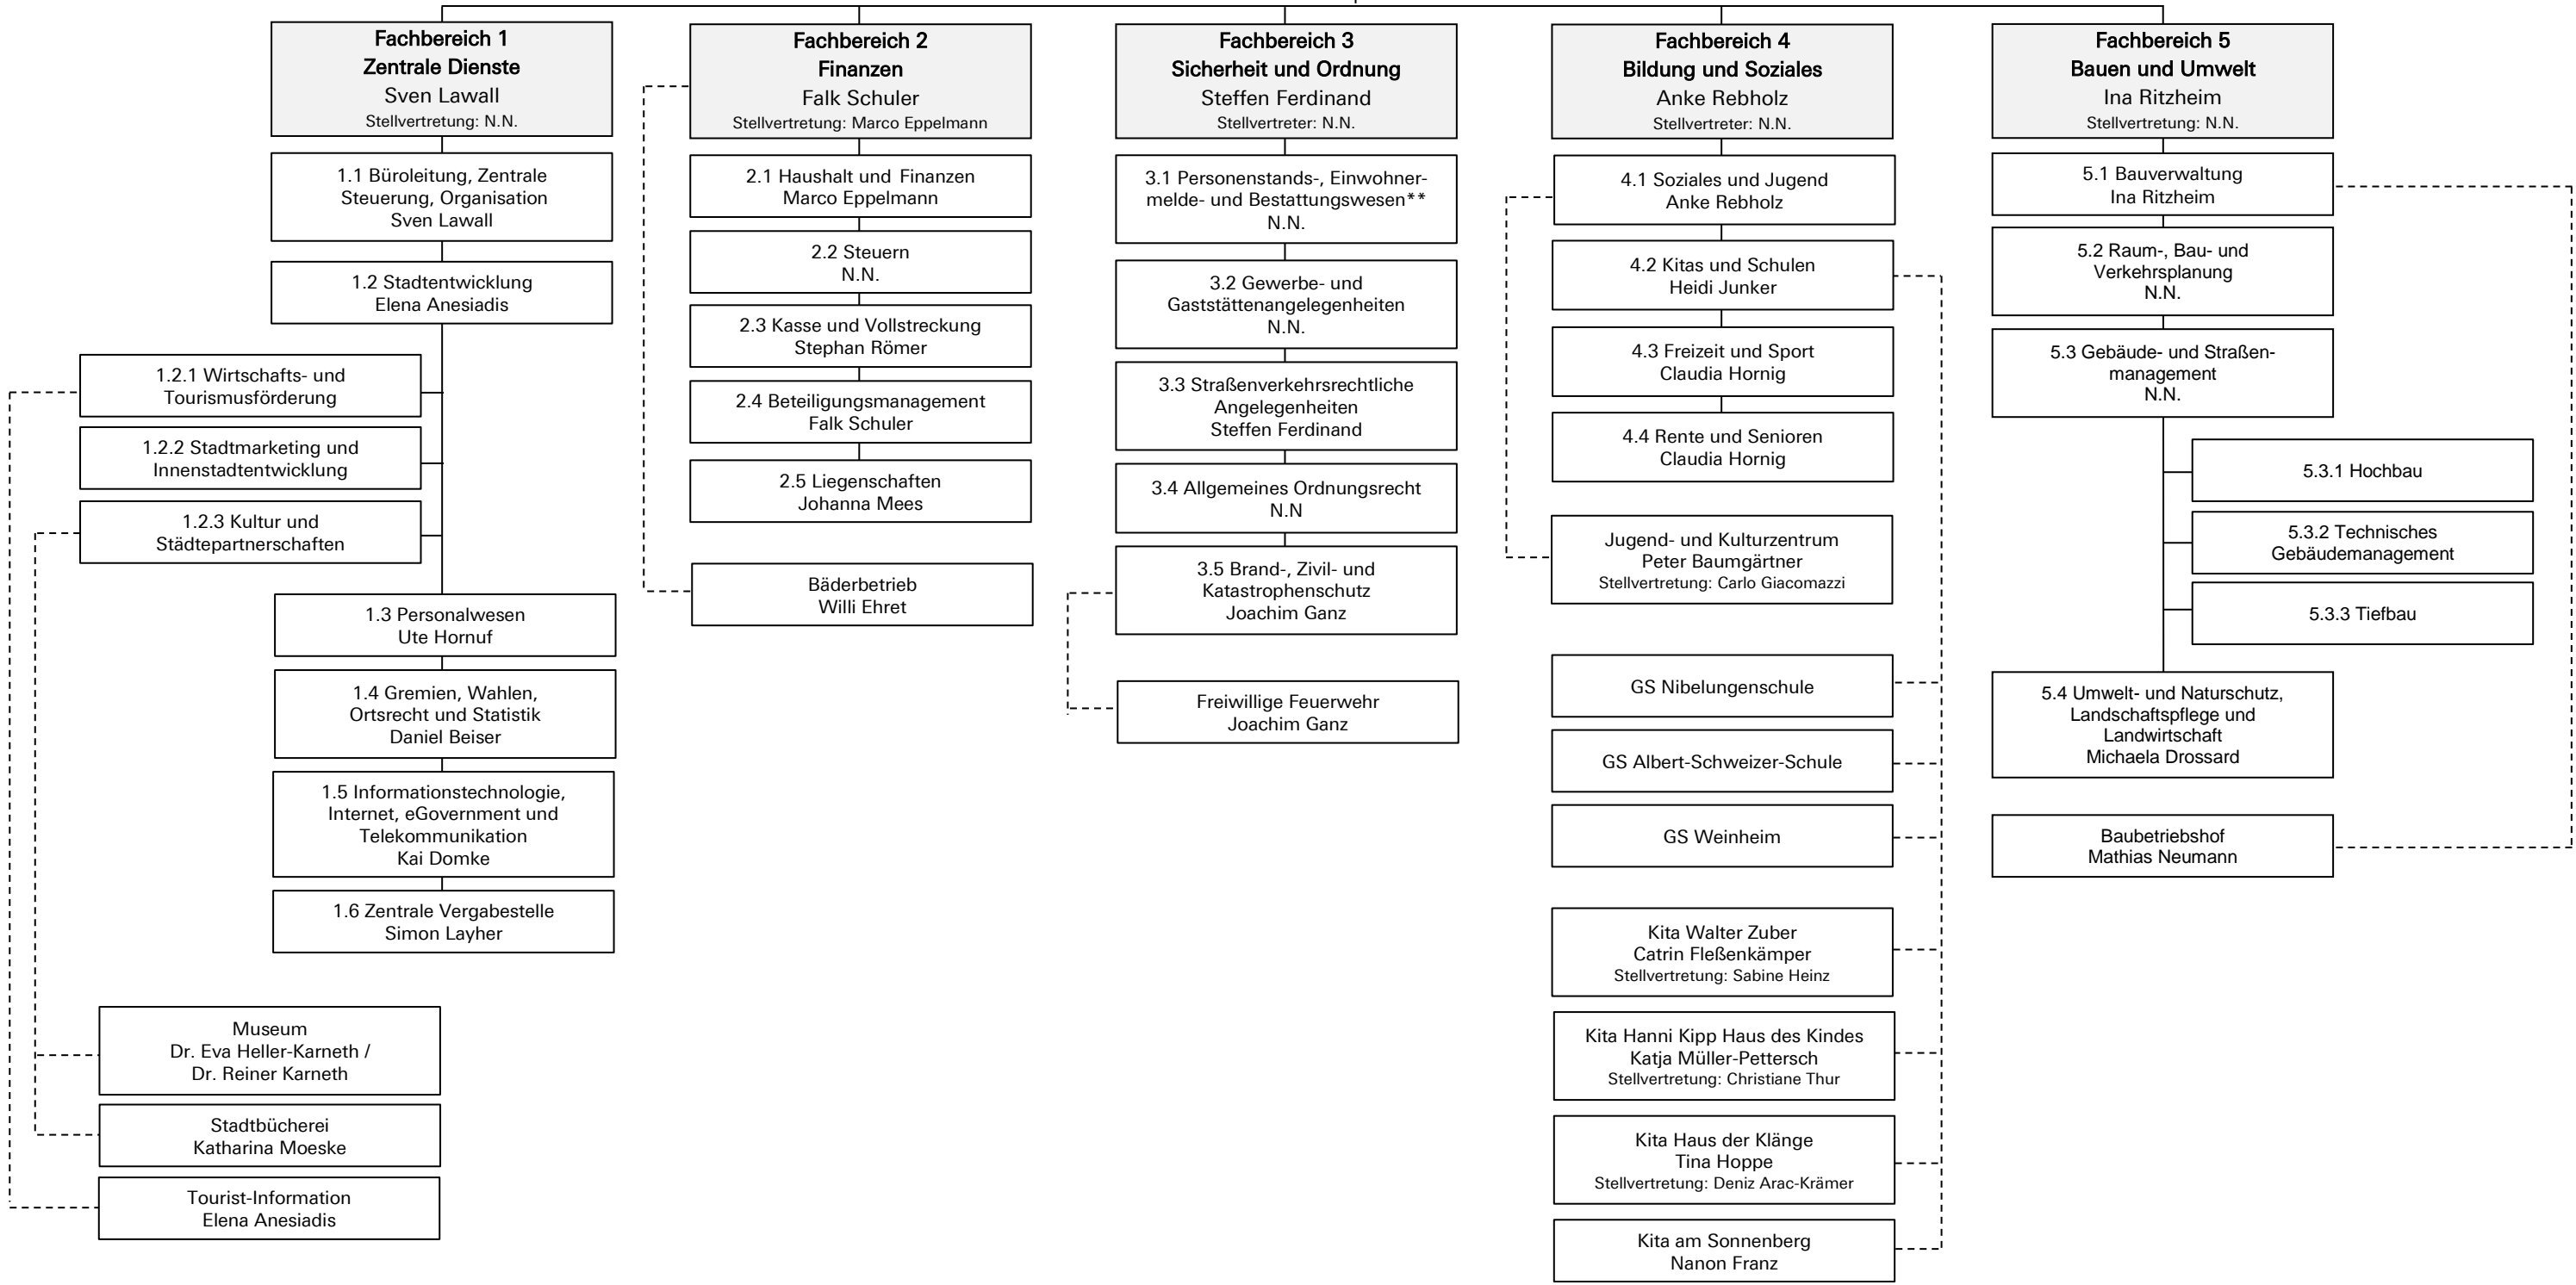 Fachbereich 1
Zentrale Dienste
Sven Lawall
Stellvertretung: N.N.
1.1 Büroleitung, Zentrale
Steuerung, Organisation
Sven Lawall
1.2 Stadtentwicklung
Elena Anesiadis
1.2.1 Wirtschafts- und
Tourismusförderung
1.2.2 Stadtmarketing und
Innenstadtentwicklung
1.2.3 Kultur und
Städtepartnerschaften
1.3 Personalwesen
Ute Hornuf
1.4 Gremien, Wahlen,
Ortsrecht und Statistik
Daniel Beiser
1.5 Informationstechnologie,
Internet, eGovernment und
Telekommunikation
Kai Domke
1.6 Zentrale Vergabestelle
Simon Layher
Museum
Dr. Eva Heller-Karneth /
Dr. Reiner Karneth
Stadtbücherei
Katharina Moeske
Tourist-Information
Elena Anesiadis
Fachbereich 2
Finanzen
Falk Schuler
Stellvertretung: Marco Eppelmann
2.1 Haushalt und Finanzen
Marco Eppelmann
2.2 Steuern
N.N.
2.3 Kasse und Vollstreckung
Stephan Römer
2.4 Beteiligungsmanagement
Falk Schuler
2.5 Liegenschaften
Johanna Mees
Bäderbetrieb
Willi Ehret
Fachbereich 3
Sicherheit und Ordnung
Steffen Ferdinand
Stellvertreter: N.N.
3.1 Personenstands-, Einwohner-
melde- und Bestattungswesen**
N.N.
3.2 Gewerbe- und
Gaststättenangelegenheiten
N.N.
3.3 Straßenverkehrsrechtliche
Angelegenheiten
Steffen Ferdinand
3.4 Allgemeines Ordnungsrecht
N.N
3.5 Brand-, Zivil- und
Katastrophenschutz
Joachim Ganz
Freiwillige Feuerwehr
Joachim Ganz
Fachbereich 4
Bildung und Soziales
Anke Rebholz
Stellvertreter: N.N.
4.1 Soziales und Jugend
Anke Rebholz
4.2 Kitas und Schulen
Heidi Junker
4.3 Freizeit und Sport
Claudia Hornig
4.4 Rente und Senioren
Claudia Hornig
Jugend- und Kulturzentrum
Peter Baumgärtner
Stellvertretung: Carlo Giacomazzi
GS Nibelungenschule
GS Albert-Schweizer-Schule
GS Weinheim
Kita Walter Zuber
Catrin Fleßenkämper
Stellvertretung: Sabine Heinz
Kita Hanni Kipp Haus des Kindes
Katja Müller-Pettersch
Stellvertretung: Christiane Thur
Kita Haus der Klänge
Tina Hoppe
Stellvertretung: Deniz Arac-Krämer
Kita am Sonnenberg
Nanon Franz
Fachbereich 5
Bauen und Umwelt
Ina Ritzheim
Stellvertretung: N.N.
5.1 Bauverwaltung
Ina Ritzheim
5.2 Raum-, Bau- und
Verkehrsplanung
N.N.
5.3 Gebäude- und Straßen-
management
N.N.
5.3.1 Hochbau
5.3.2 Technisches
Gebäudemanagement
5.3.3 Tiefbau
5.4 Umwelt- und Naturschutz,
Landschaftspflege und
Landwirtschaft
Michaela Drossard
Baubetriebshof
Mathias Neumann